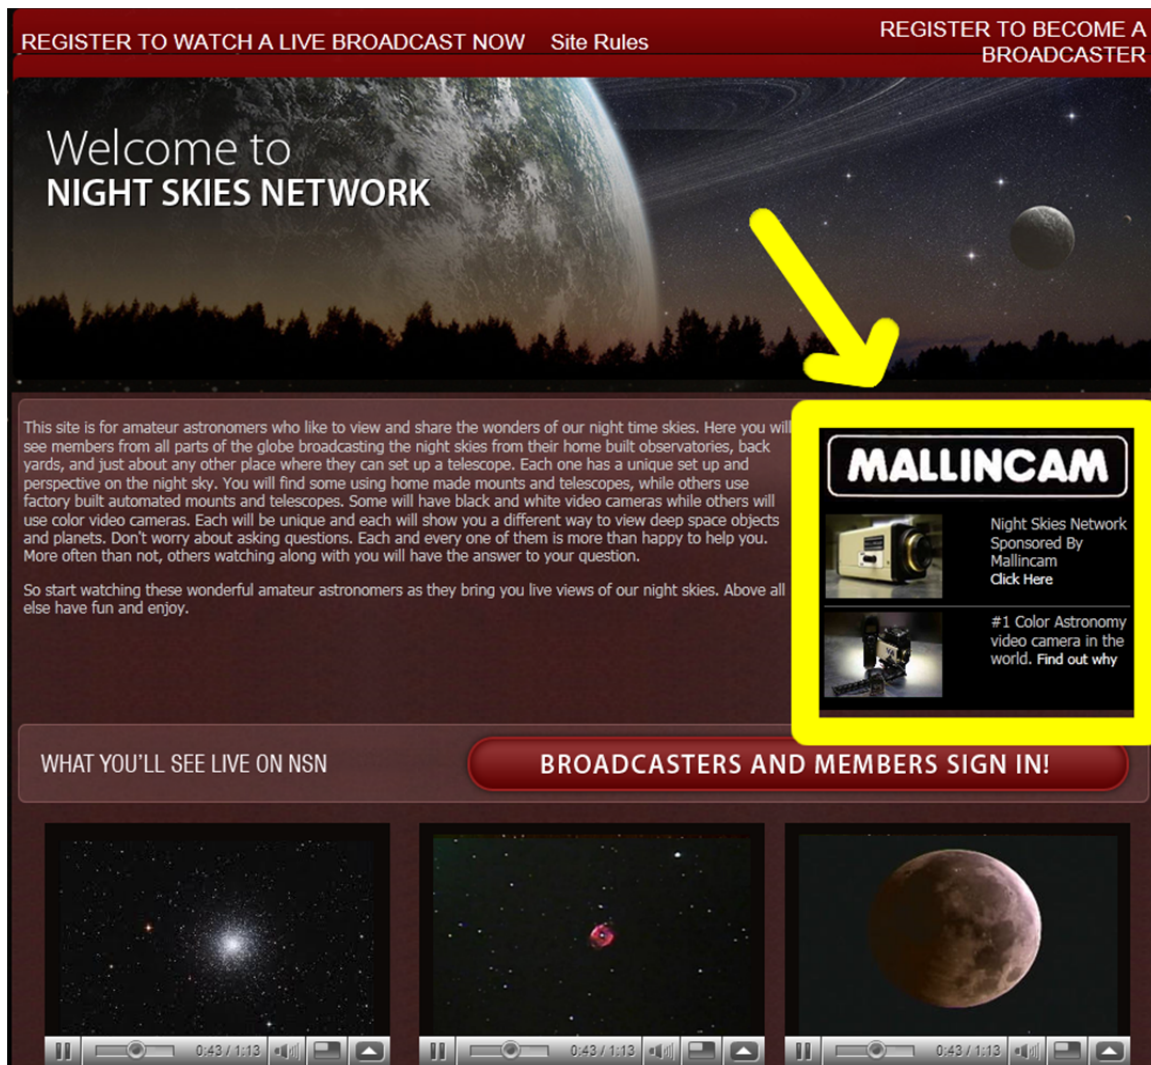 REGISTER TO WATCH A LIVE BROADCAST NOW
Site Rules
REGISTER TO BECOME A
BROADCASTER
Welcome to
NIGHT SKIES NETWORK
This site is for amateur astronomers who like to view and share the wonders of our night time skies. Here you will
see members from all parts of the globe broadcasting the night skies from their home built observatories, back
yards, and just about any other place where they can set up a telescope. Each one has a unique set up and
perspective on the night sky. You will find some using home made mounts and telescopes, while others use
factory built automated mounts and telescopes. Some will have black and white video cameras while others will
use color video cameras. Each will be unique and each will show you a different way to view deep space objects
and planets. Don't worry about asking questions. Each and every one of them is more than happy to help you.
More often than not, others watching along with you will have the answer to your question.
So start watching these wonderful amateur astronomers as they bring you live views of our night skies. Above all
else have fun and enjoy.
MALLINCAM
Night Skies Network
Sponsored By
Mallincam
Click Here
#1 Color Astronomy
video camera in the
world. Find out why
WHAT YOU'LL SEE LIVE ON NSN
BROADCASTERS AND MEMBERS SIGN IN!
0:43 / 1:13
0:43 / 1:13
0:43 / 1:13